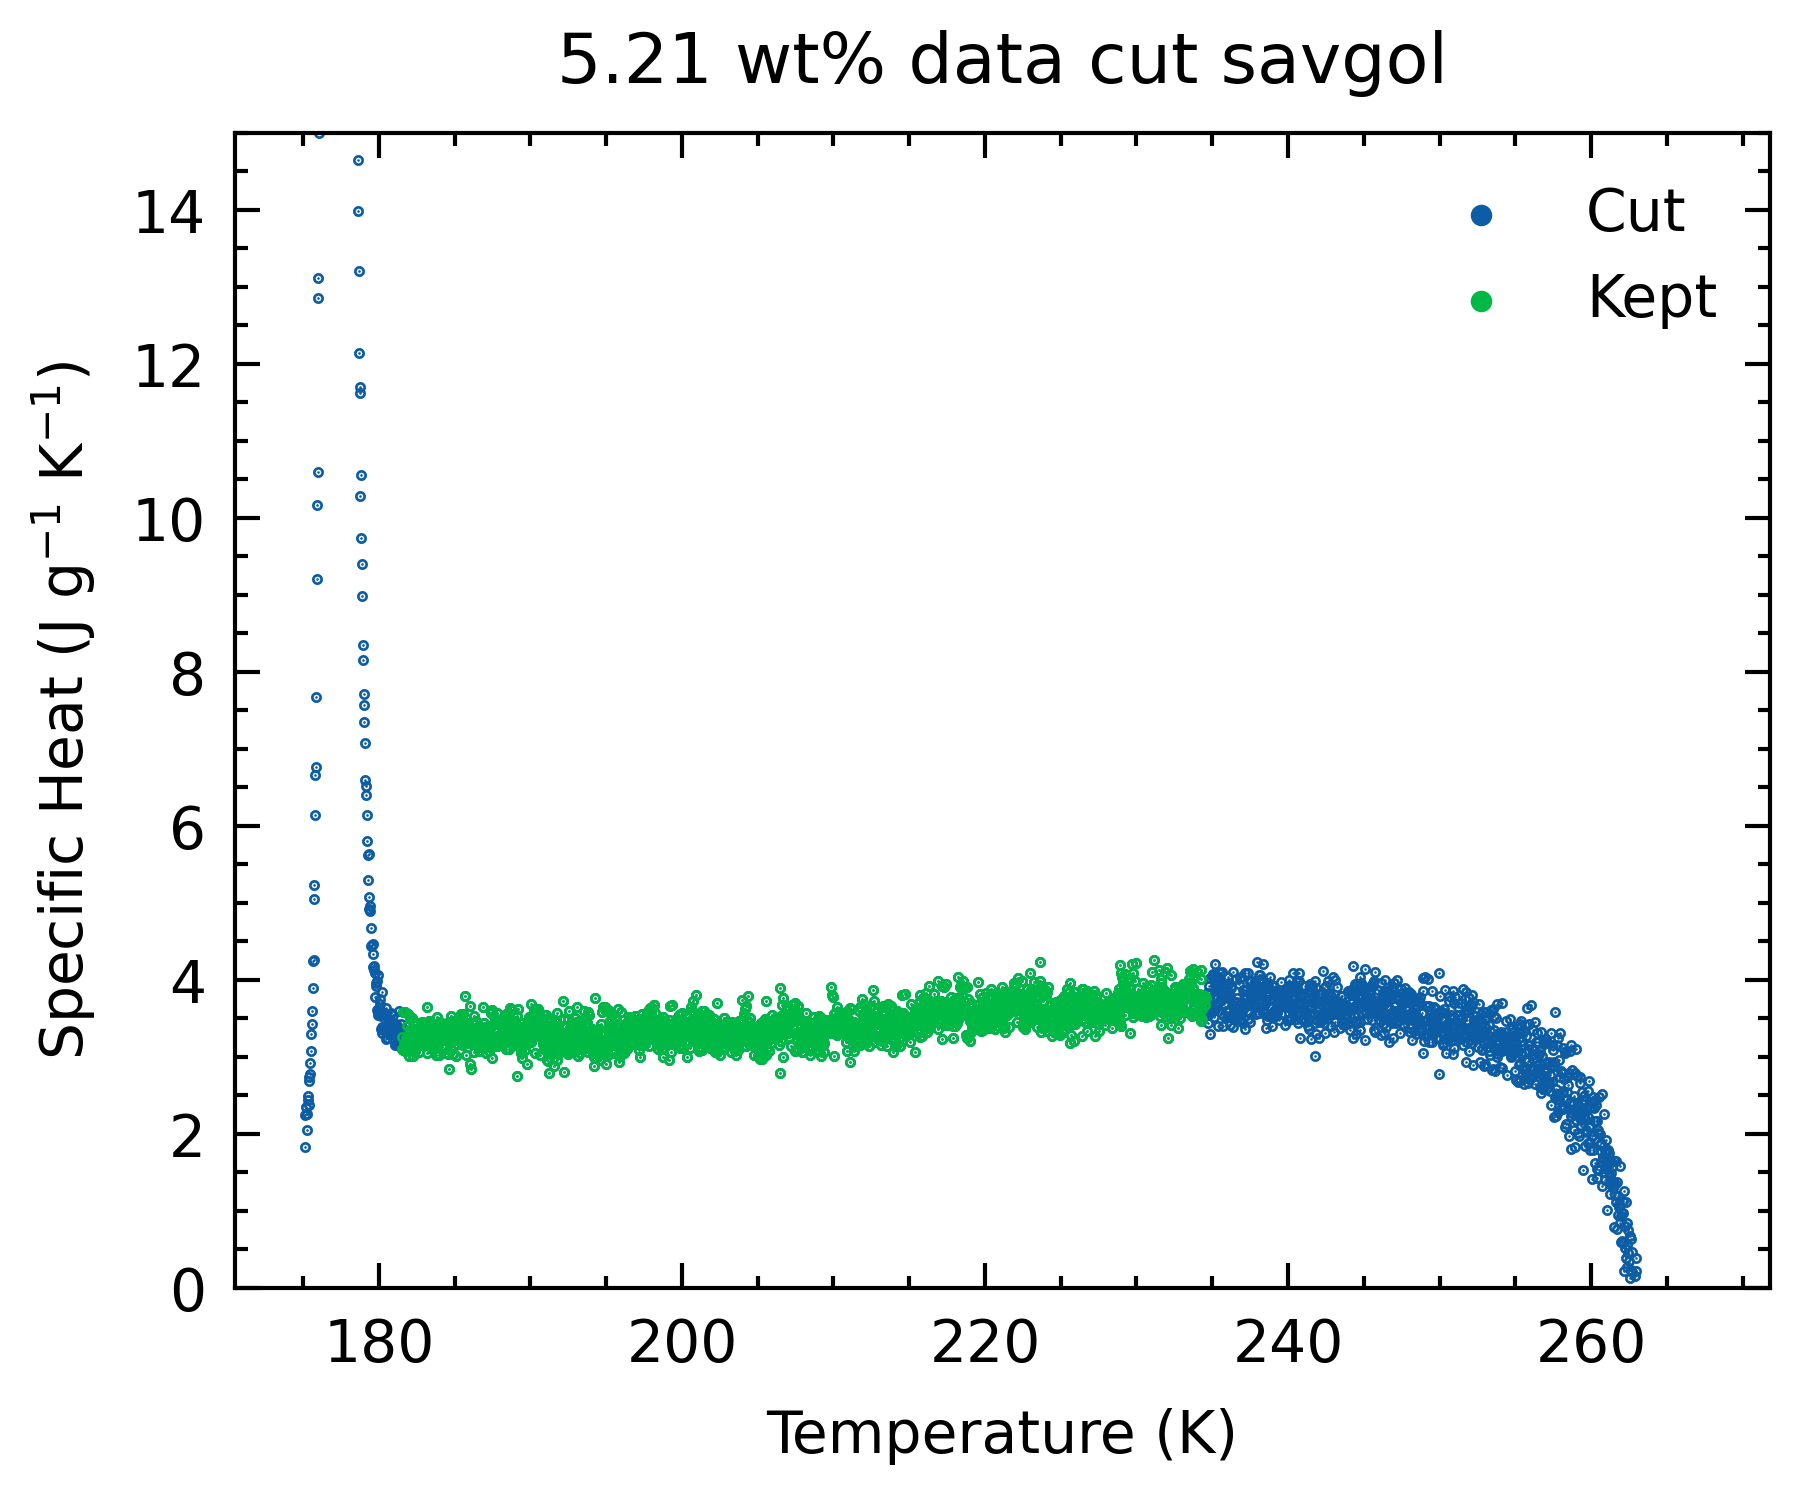 5.21 wt% data cut savgol
Cut
Kept
Specific Heat (J g⁻¹ K⁻¹)
14
12
10
8
6
4
2
0
180 200 220 240 260
Temperature (K)